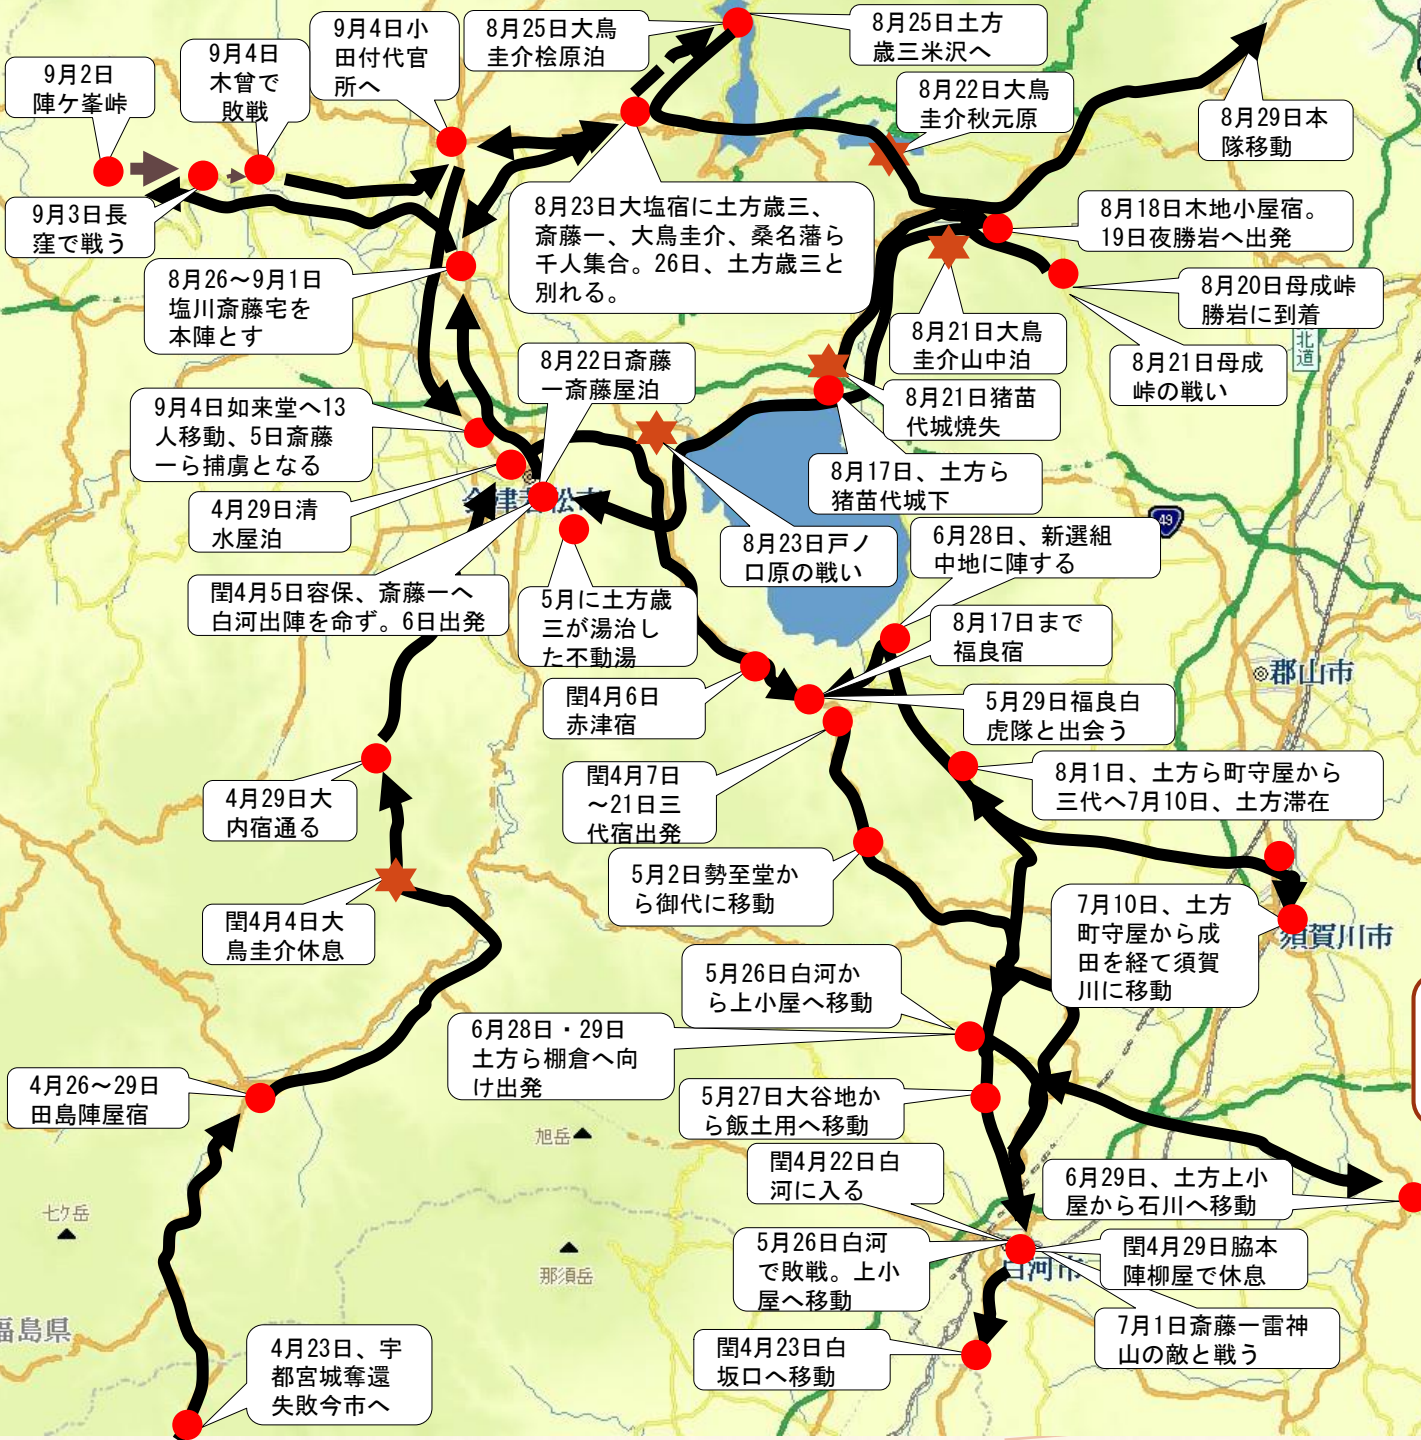 9月2日
陣ケ峯峠
9月4日
木曾で
敗戦
9月4日小
田付代官
所へ
8月25日大鳥
圭介桧原泊
8月25日土方
歳三米沢へ
8月22日大鳥
圭介秋元原
8月29日本
隊移動
9月3日長
窪で戦う
8月23日大塩宿に土方歳三、
斎藤一、大鳥圭介、桑名藩ら
千人集合。26日、土方歳三と
別れる。
8月18日木地小屋宿。
19日夜勝岩へ出発
8月26～9月1日
塩川斎藤宅を
本陣とす
8月20日母成峠
勝岩に到着
8月21日大鳥
圭介山中泊
8月21日母成
峠の戦い
北
道
8月22日斎藤
一斎藤屋泊
8月21日猪苗
代城焼失
9月4日如来堂へ13
人移動、5日斎藤
一ら捕虜となる
8月17日、土方ら
猪苗代城下
4月29日清
水屋泊
49
8月23日戸ノ
口原の戦い
6月28日、新選組
中地に陣する
閏4月5日容保、斎藤一へ
白河出陣を命ず。6日出発
5月に土方歳
三が湯治し
た不動湯
8月17日まで
福良宿
郡山市
閏4月6日
赤津宿
5月29日福良白
虎隊と出会う
4月29日大
内宿通る
閏4月7日
～21日三
代宿出発
8月1日、土方ら町守屋から
三代へ7月10日、土方滞在
5月2日勢至堂か
ら御代に移動
閏4月4日大
鳥圭介休息
7月10日、土方
町守屋から成
田を経て須賀
川に移動
須賀川市
5月26日白河か
ら上小屋へ移動
6月28日・29日
土方ら棚倉へ向
け出発
4月26～29日
田島陣屋宿
5月27日大谷地か
ら飯土用へ移動
旭岳
閏4月22日白
河に入る
6月29日、土方上小
屋から石川へ移動
七ケ岳
5月26日白河
で敗戦。上小
屋へ移動
白河市
閏4月29日脇本
陣柳屋で休息
那須岳
福島県
4月23日、宇
都宮城奪還
失敗今市へ
閏4月23日白
坂口へ移動
7月1日斎藤一雷神
山の敵と戦う